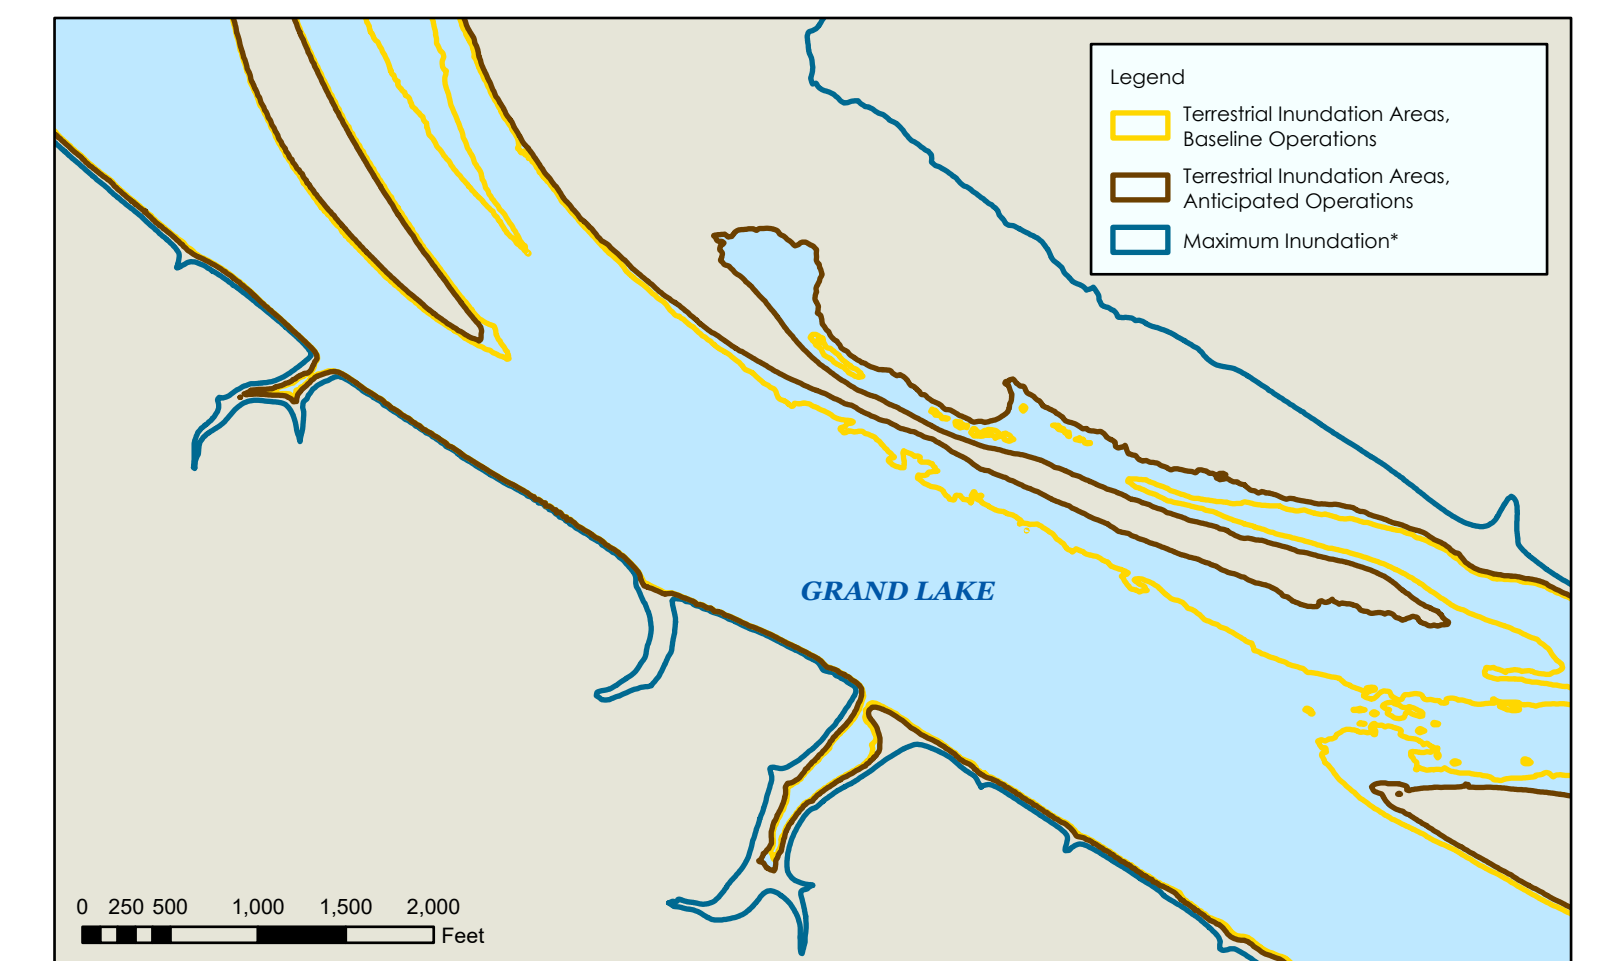 Legend
Terrestrial Inundation Areas,
Baseline Operations
Terrestrial Inundation Areas,
Anticipated Operations
Maximum Inundation*
GRAND LAKE
0 250 500 1,000 1,500 2,000
Feet